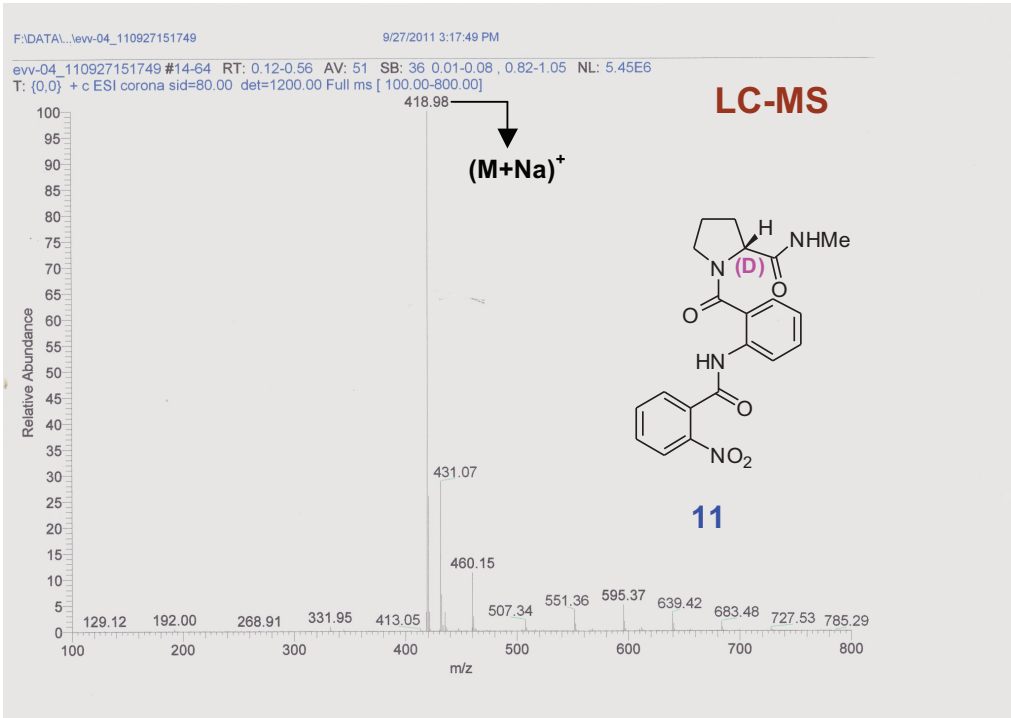 F:\DATA\...\evv-04_110927151749 9/27/2011 3:17:49 PM
evv-04_110927151749 #14-64 RT: 0.12-0.56 AV: 51 SB: 36 0.01-0.08 , 0.82-1.05 NL: 5.45E6
T: {0,0} + c ESI corona sid=80.00 det=1200.00 Full ms [ 100.00-800.00]
LC-MS
418.98
(M+Na)+
100
95
90
85
80
75
70
65
60
55
50
45
40
35
30
25
20
15
10
5
0
Relative Abundance
H
NHMe
N
(D)
O
O
HN
O
NO2
11
431.07
460.15
129.12
192.00
268.91
331.95
413.05
507.34
551.36
595.37
639.42
683.48
727.53
785.29
100 200 300 400 500 600 700 800
m/z